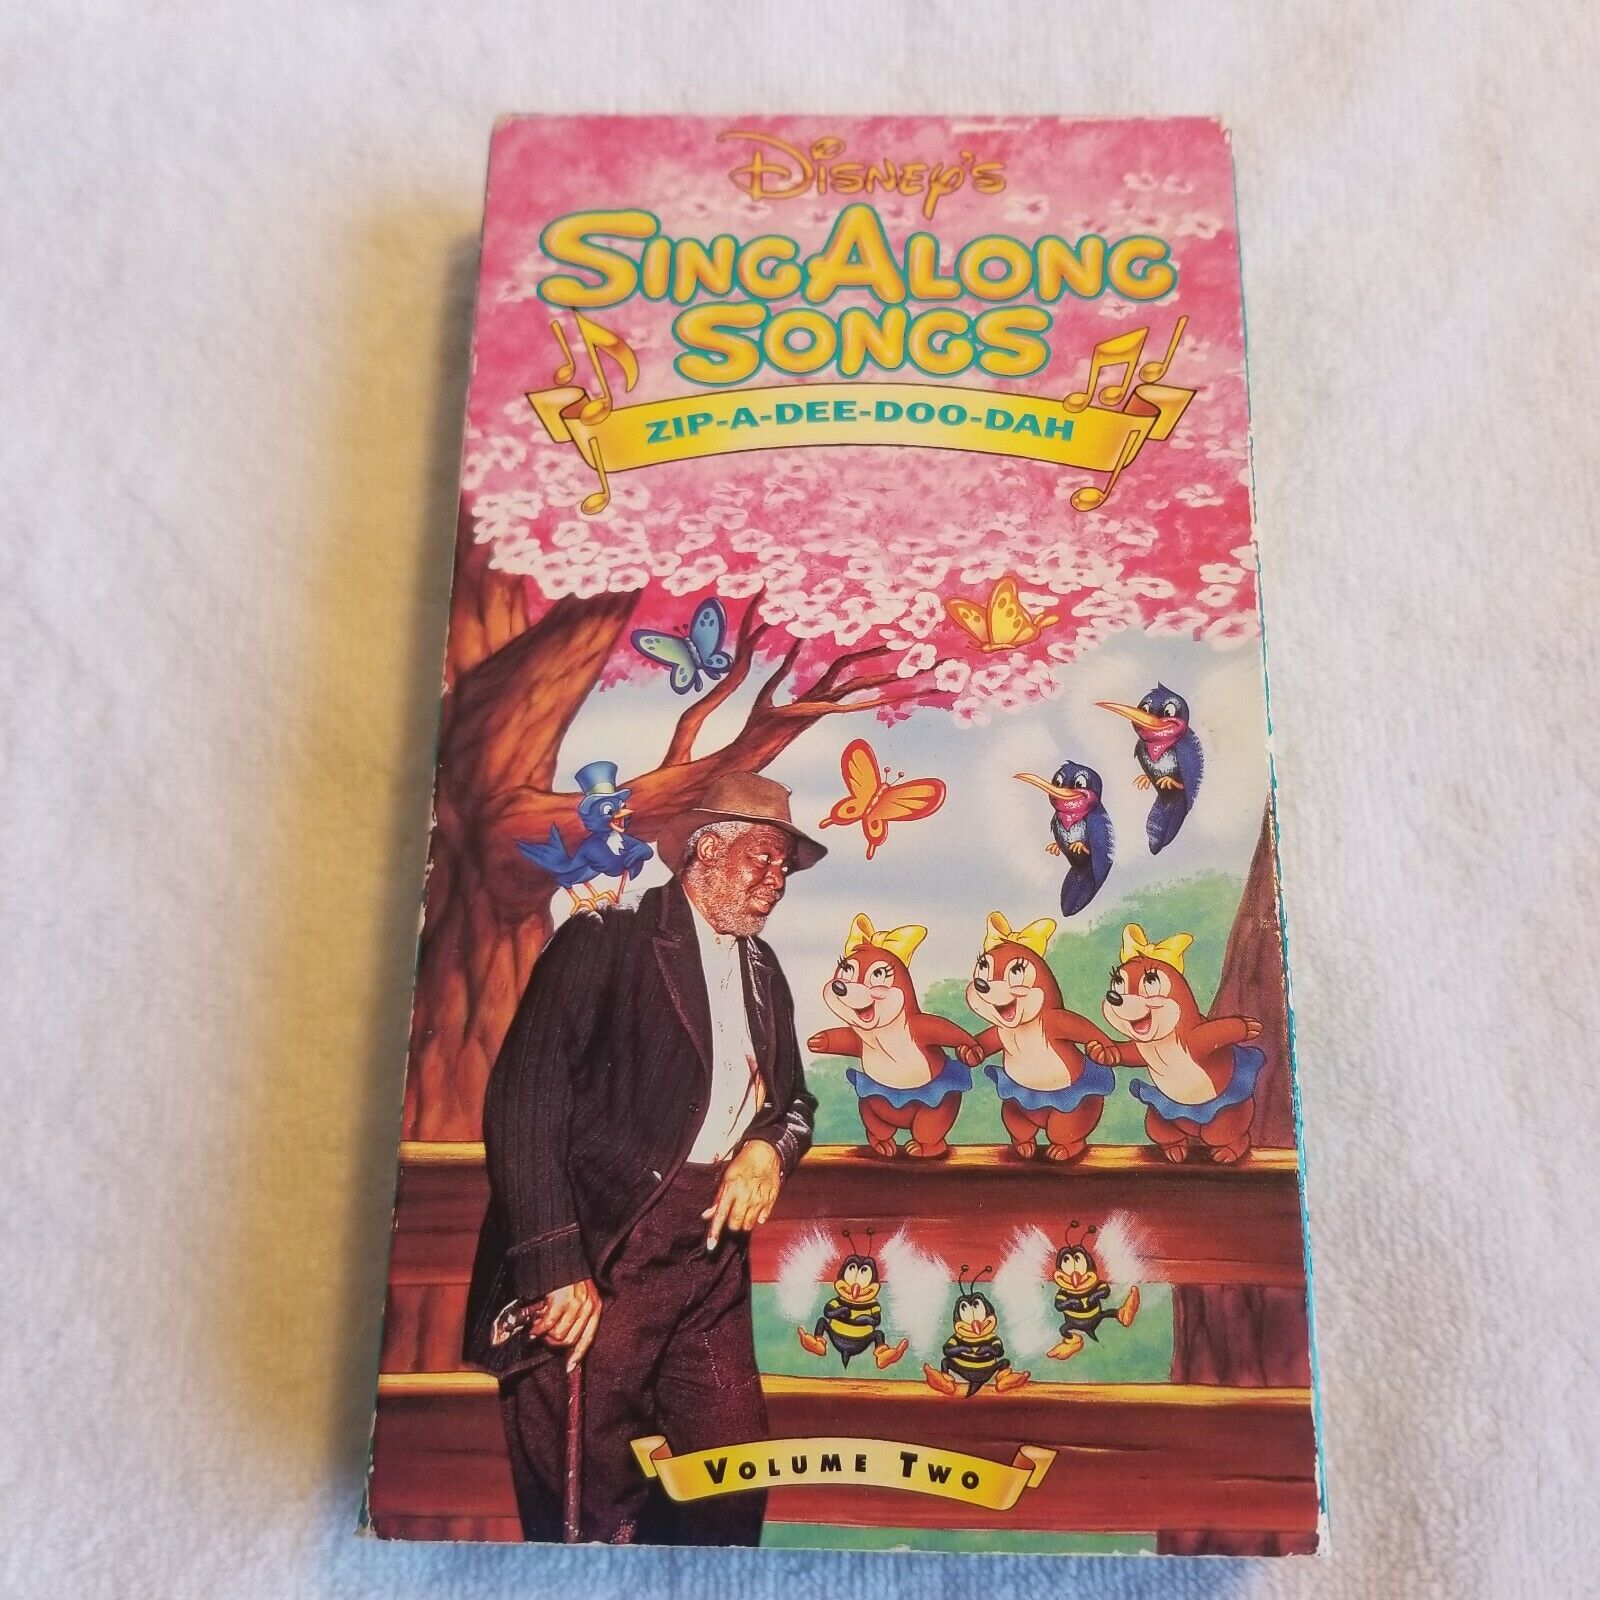 Disney's
Sing Along
Songs
ZIP-A-DEE-DOO-DAH
VOLUME TWO